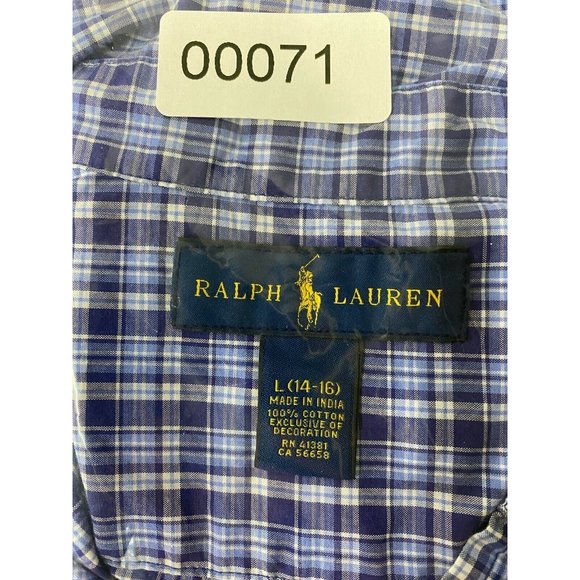 00071
RALPH LAUREN
L (14-16)
MADE IN INDIA
100% COTTON
EXCLUSIVE OF
DECORATION
RN 41381
CA 56658